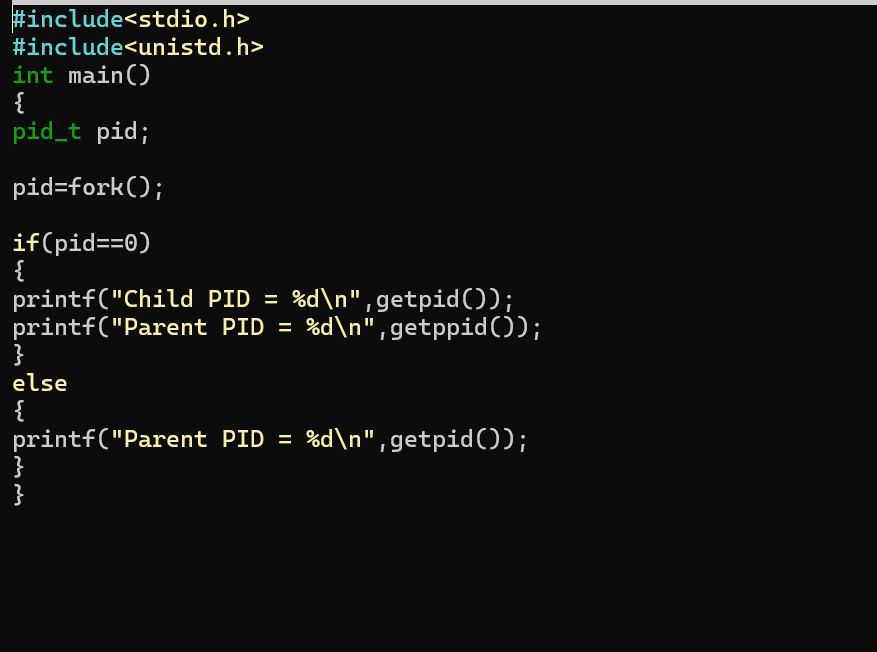 #include<stdio.h>
#include<unistd.h>
int main()
{
pid_t pid;
pid=fork();
if(pid==0)
{
printf("Child PID = %d\n",getpid());
printf("Parent PID = %d\n",getppid());
}
else
{
printf("Parent PID = %d\n",getpid());
}
}